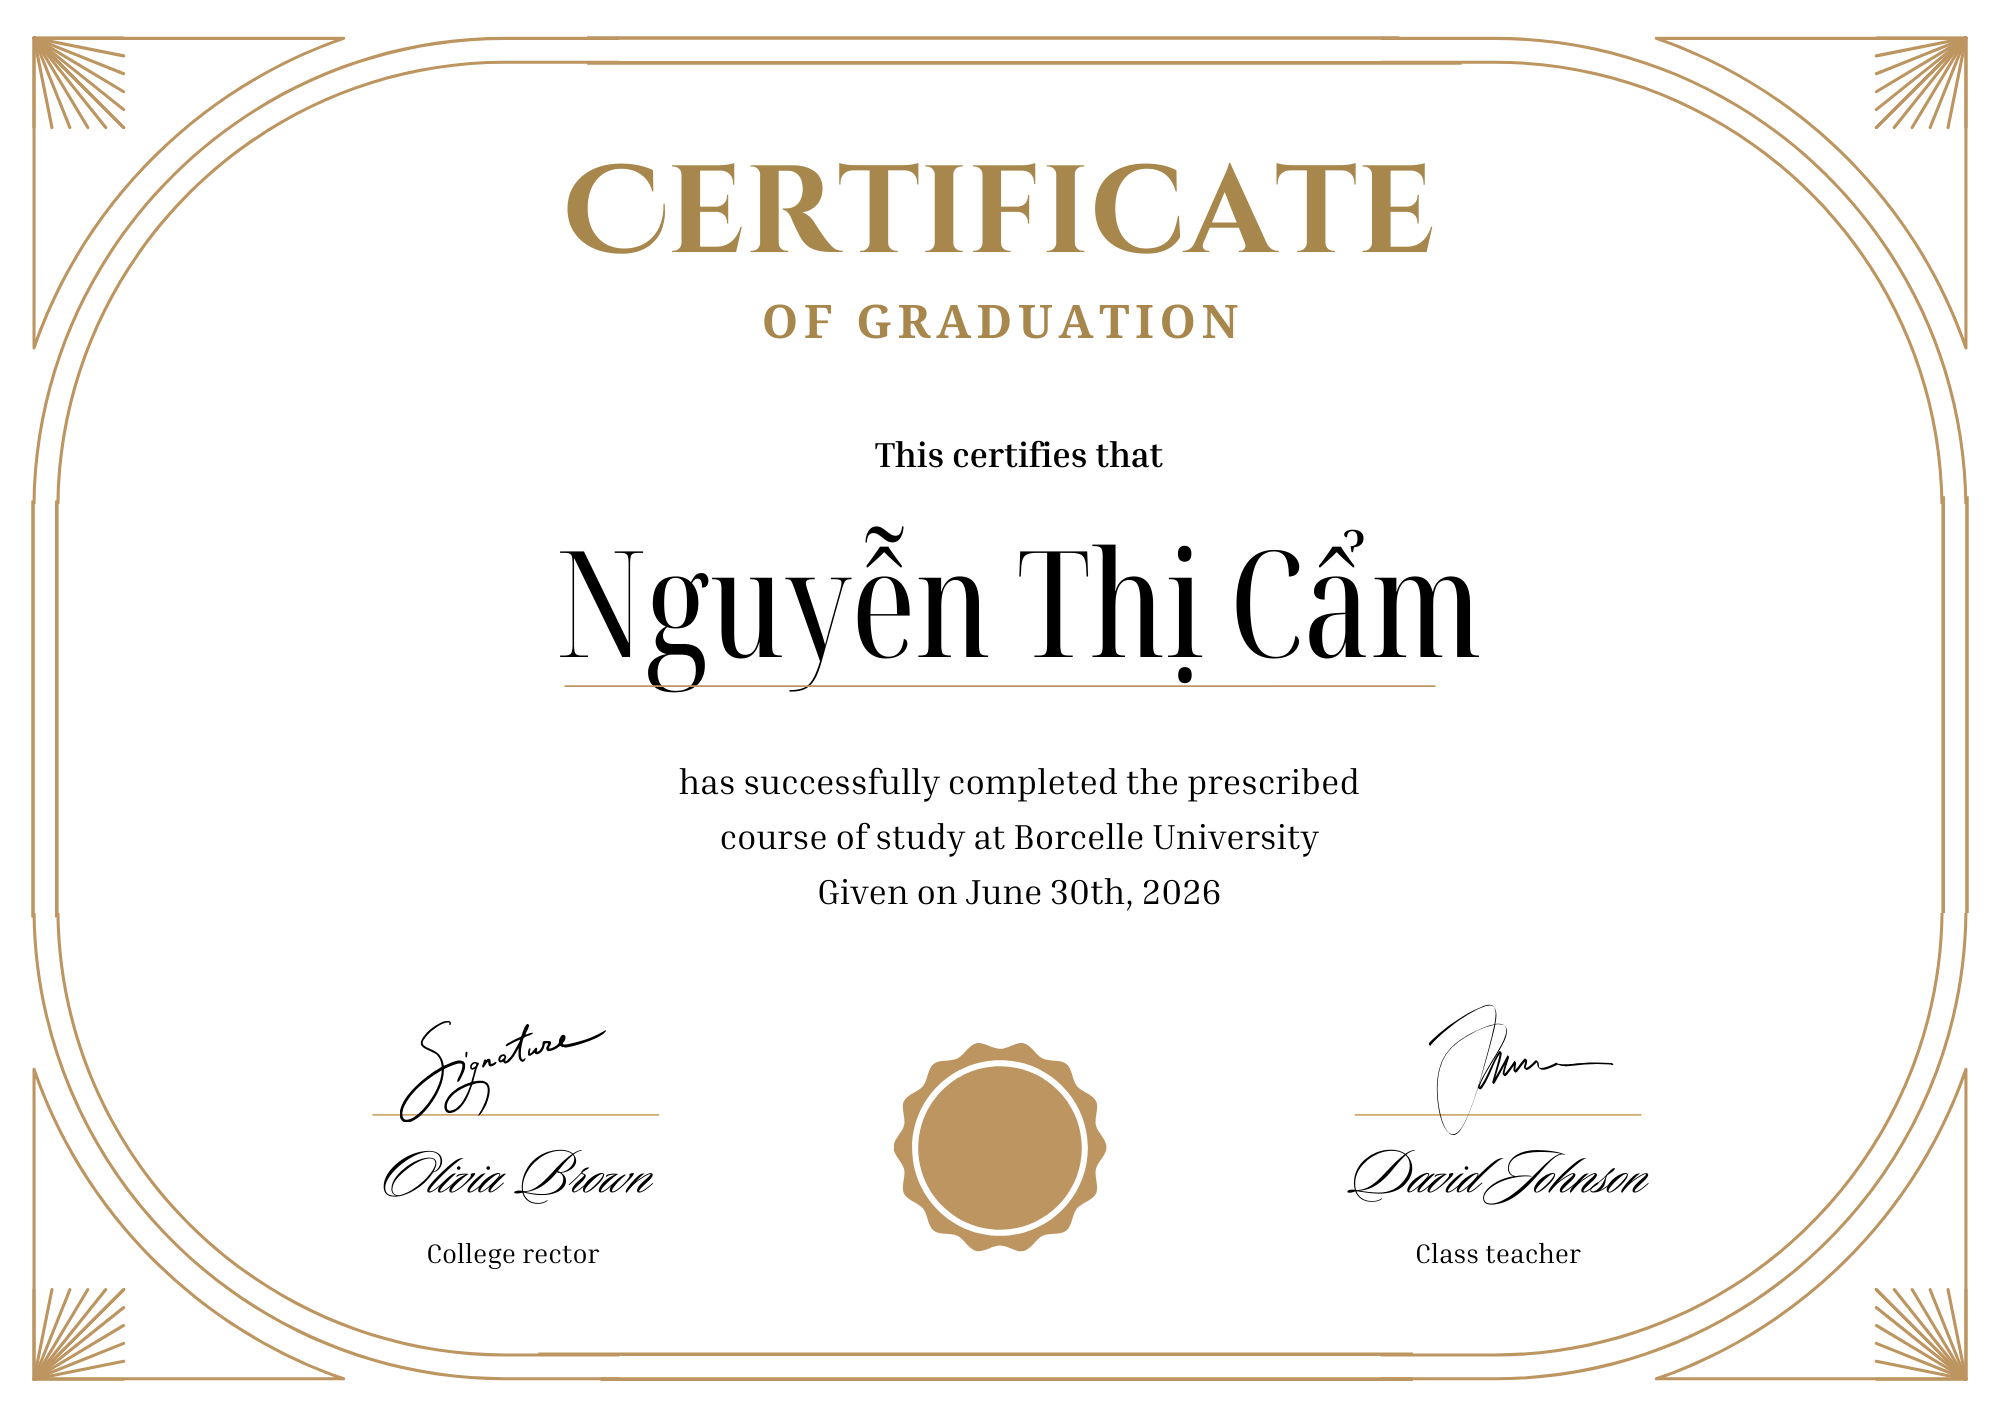 CERTIFICATE
OF GRADUATION
This certifies that
Nguyễn Thị Cẩm
has successfully completed the prescribed
course of study at Borcelle University
Given on June 30th, 2026
Signature
Olivia Brown
David Johnson
College rector
Class teacher